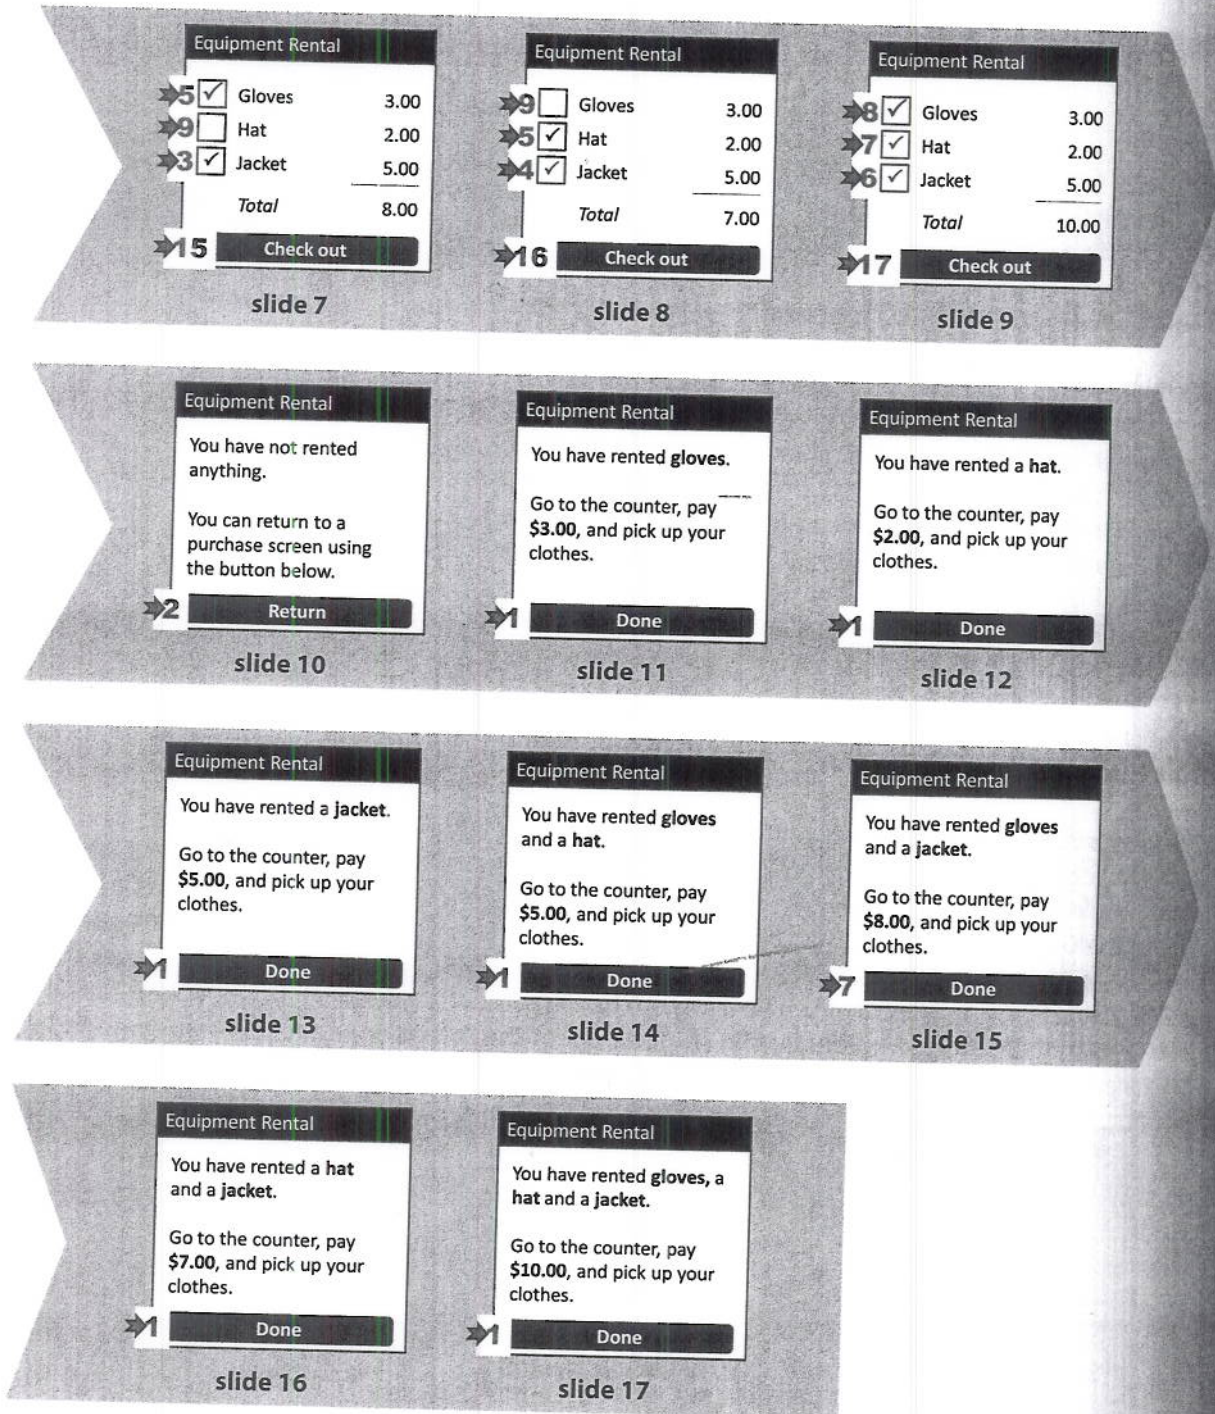 Equipment Rental
5 ✓ Gloves 3.00
9 Hat 2.00
3 ✓ Jacket 5.00
Total 8.00
15 Check out
slide 7
Equipment Rental
9 Gloves 3.00
5 ✓ Hat 2.00
4 ✓ Jacket 5.00
Total 7.00
16 Check out
slide 8
Equipment Rental
8 ✓ Gloves 3.00
7 ✓ Hat 2.00
6 ✓ Jacket 5.00
Total 10.00
17 Check out
slide 9
Equipment Rental
You have not rented
anything.
You can return to a
purchase screen using
the button below.
2 Return
slide 10
Equipment Rental
You have rented gloves.
Go to the counter, pay
$3.00, and pick up your
clothes.
1 Done
slide 11
Equipment Rental
You have rented a hat.
Go to the counter, pay
$2.00, and pick up your
clothes.
1 Done
slide 12
Equipment Rental
You have rented a jacket.
Go to the counter, pay
$5.00, and pick up your
clothes.
1 Done
slide 13
Equipment Rental
You have rented gloves
and a hat.
Go to the counter, pay
$5.00, and pick up your
clothes.
1 Done
slide 14
Equipment Rental
You have rented gloves
and a jacket.
Go to the counter, pay
$8.00, and pick up your
clothes.
7 Done
slide 15
Equipment Rental
You have rented a hat
and a jacket.
Go to the counter, pay
$7.00, and pick up your
clothes.
1 Done
slide 16
Equipment Rental
You have rented gloves, a
hat and a jacket.
Go to the counter, pay
$10.00, and pick up your
clothes.
1 Done
slide 17